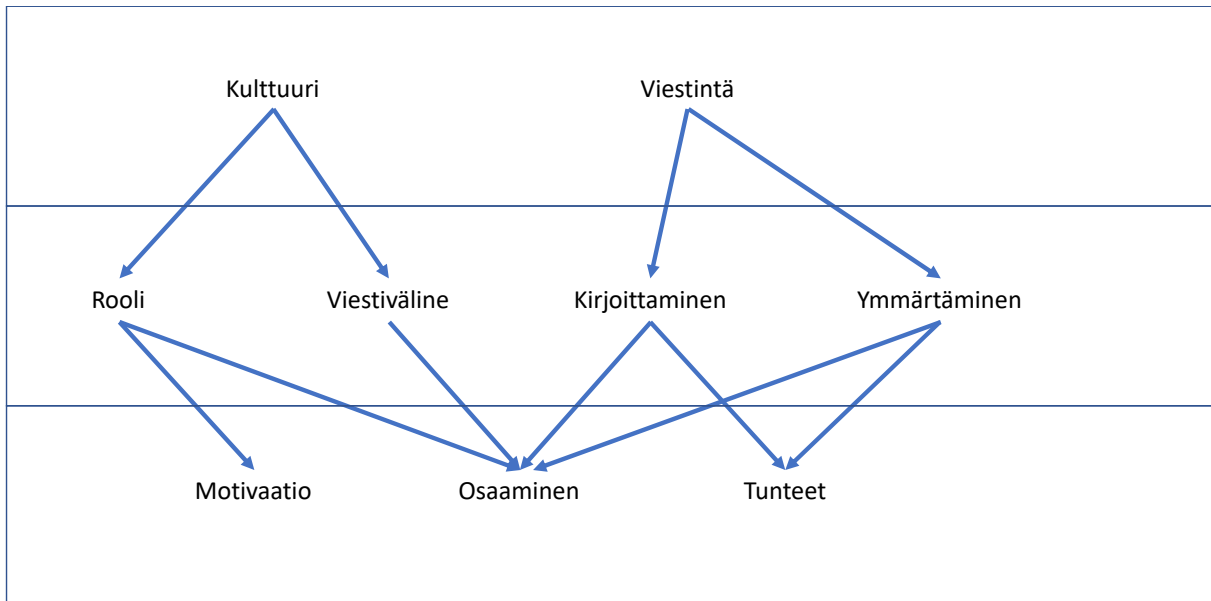 Kulttuuri
Viestintä
Rooli
Viestiväline
Kirjoittaminen
Ymmärtäminen
Motivaatio
Osaaminen
Tunteet